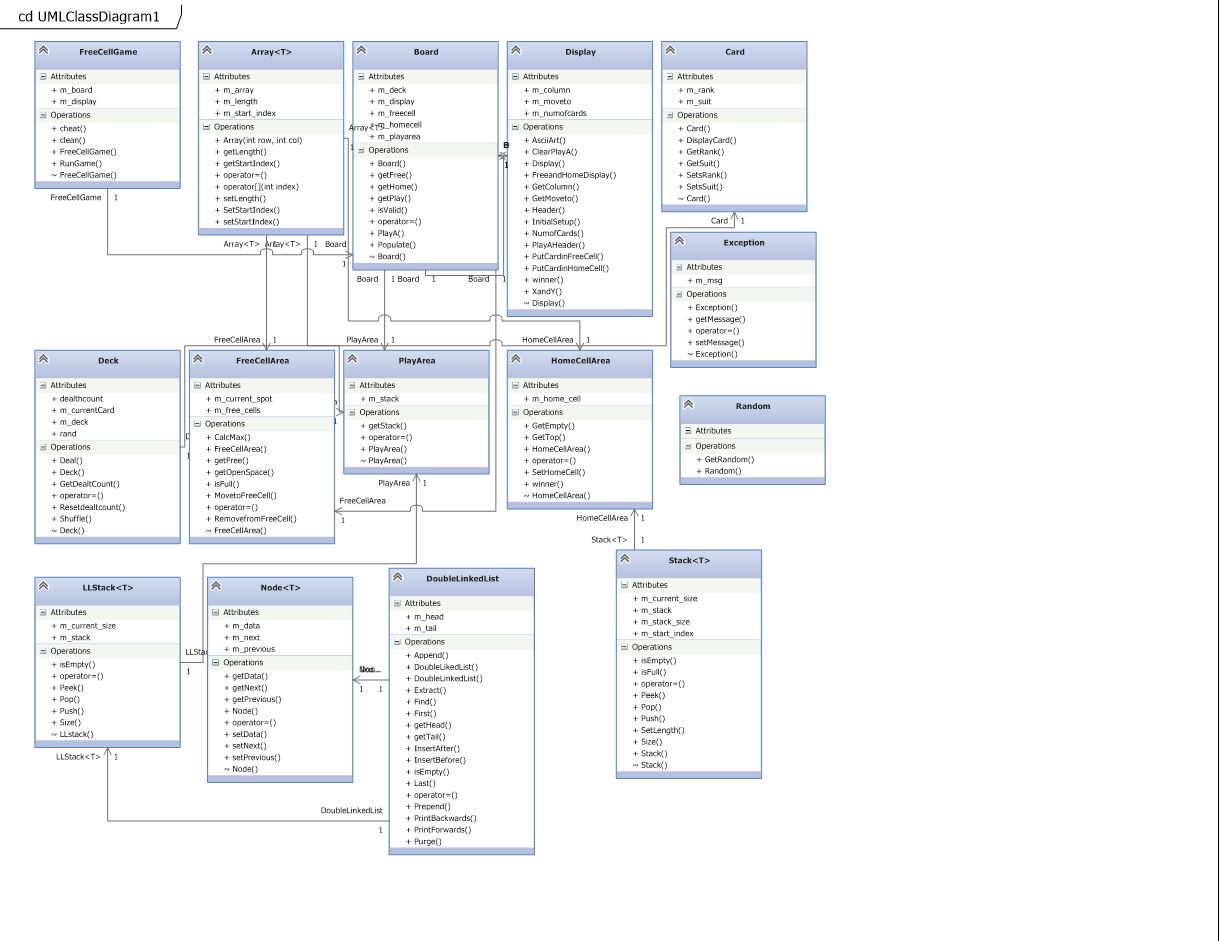 cd UMLClassDiagram1
FreeCellGame
Attributes
+ m_board
+ m_display
Operations
+ cheat()
+ clean()
+ FreeCellGame()
+ RunGame()
~ FreeCellGame()
FreeCellGame
1
Array<T>
Attributes
+ m_array
+ m_length
+ m_start_index
Operations
+ Array(int row, int col)
+ getLength()
+ getStartIndex()
+ operator=()
+ operator[](int index)
+ setLength()
+ SetStartIndex()
+ setStartIndex()
Array<T>
Array<T>
1
Board
1
Board
Attributes
+ m_deck
+ m_display
+ m_freecell
+ m_homecell
+ m_playarea
Operations
+ Board()
+ getFree()
+ getHome()
+ getPlay()
+ isValid()
+ operator=()
+ PlayA()
+ Populate()
~ Board()
Board
1
Board
1
Board
1
Display
Attributes
+ m_column
+ m_moveto
+ m_numofcards
Operations
+ AsciiArt()
+ ClearPlayA()
+ Display()
+ FreeandHomeDisplay()
+ GetColumn()
+ GetMoveto()
+ Header()
+ InitialSetup()
+ NumofCards()
+ PlayAHeader()
+ PutCardinFreeCell()
+ PutCardinHomeCell()
+ winner()
+ XandY()
~ Display()
Card
Attributes
+ m_rank
+ m_suit
Operations
+ Card()
+ DisplayCard()
+ GetRank()
+ GetSuit()
+ SetsRank()
+ SetsSuit()
~ Card()
Card
1
Exception
Attributes
+ m_msg
Operations
+ Exception()
+ getMessage()
+ operator=()
+ setMessage()
~ Exception()
FreeCellArea
1
PlayArea
1
HomeCellArea
1
Deck
Attributes
dealthcount
+ m_currentCard
+ m_deck
+ rand
Operations
+ Deal()
+ Deck()
+ GetDealtCount()
+ operator=()
+ Resetdealtcount()
+ Shuffle()
~ Deck()
1
FreeCellArea
Attributes
+ m_current_spot
+ m_free_cells
Operations
+ CalcMax()
+ FreeCellArea()
+ getFree()
+ getOpenSpace()
+ isFull()
+ MovetoFreeCell()
+ operator=()
+ RemovefromFreeCell()
~ FreeCellArea()
PlayArea
Attributes
+ m_stack
Operations
+ getStack()
+ operator=()
+ PlayArea()
~ PlayArea()
PlayArea
1
FreeCellArea
1
HomeCellArea
Attributes
+ m_home_cell
Operations
+ GetEmpty()
+ GetTop()
+ HomeCellArea()
+ operator=()
+ SetHomeCell()
+ winner()
~ HomeCellArea()
HomeCellArea
1
Stack<T>
1
Random
Attributes
Operations
+ GetRandom()
+ Random()
LLStack<T>
Attributes
+ m_current_size
+ m_stack
Operations
+ isEmpty()
+ operator=()
+ Peek()
+ Pop()
+ Push()
+ Size()
~ LLstack()
LLStack<T>
1
1
Node<T>
Attributes
+ m_data
+ m_next
+ m_previous
Operations
+ getData()
+ getNext()
+ getPrevious()
+ Node()
+ operator=()
+ setData()
+ setNext()
+ setPrevious()
~ Node()
1
1
DoubleLinkedList
Attributes
+ m_head
+ m_tail
Operations
+ Append()
+ DoubleLikedList()
+ DoubleLinkedList()
+ Extract()
+ Find()
+ First()
+ getHead()
+ getTail()
+ InsertAfter()
+ InsertBefore()
+ isEmpty()
+ Last()
+ operator=()
+ Prepend()
+ PrintBackwards()
+ PrintForwards()
+ Purge()
DoubleLinkedList
1
Stack<T>
Attributes
+ m_current_size
+ m_stack
+ m_stack_size
+ m_start_index
Operations
+ isEmpty()
+ isFull()
+ operator=()
+ Peek()
+ Pop()
+ Push()
+ SetLength()
+ Size()
+ Stack()
~ Stack()